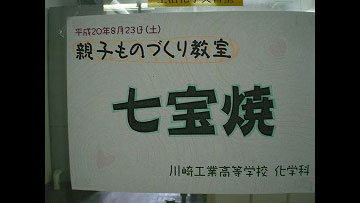 平成20年8月23日(土)
親子ものづくり教室
七宝焼
川崎工業高等学校 化学科